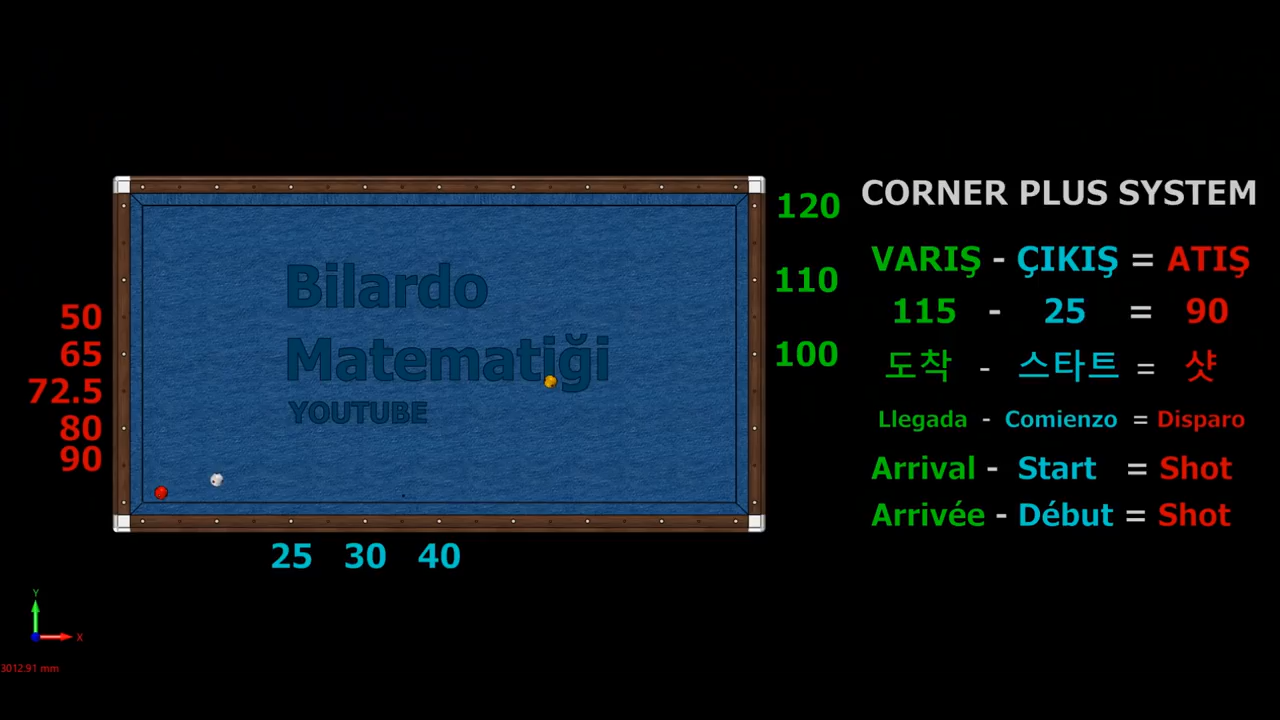 CORNER PLUS SYSTEM
VARIŞ - ÇIKIŞ = ATIŞ
115 - 25 = 90
도착 - 스타트 = 샷
Llegada - Comienzo = Disparo
Arrival - Start = Shot
Arrivée - Début = Shot
120
110
100
50
65
72.5
80
90
Bilardo
Matematiği
YOUTUBE
25 30 40
Y
X
3012.91 mm